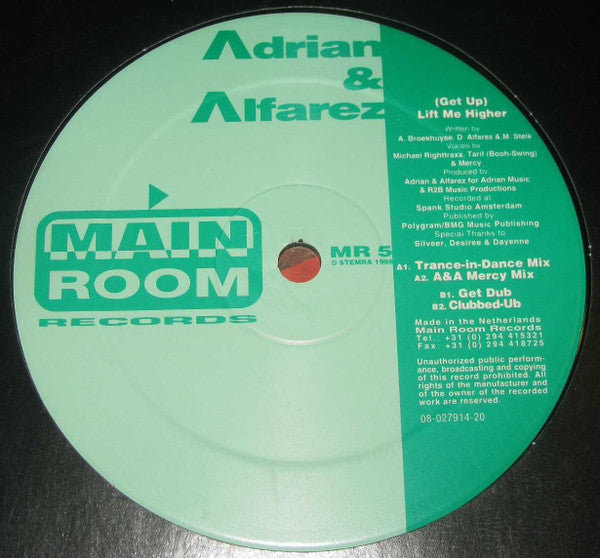 Adrian
&
Alfarez
(Get Up)
Lift Me Higher
Written by
A. Broekhuyse, D. Alfarez & M. Stelk
Vocals by
Michael Righttraxx, Tarif (Booh-Swing)
& Mercy
Produced by
Adrian & Alfarez for Adrian Music
& R2B Music Productions
Recorded at
Spank Studio Amsterdam
Published by
Polygram/BMG Music Publishing
Special Thanks to
Silveer, Desiree & Dayenne
MAIN
ROOM
RECORDS
MR 5
© STEMRA
A1. Trance-in-Dance Mix
A2. A&A Mercy Mix
B1. Get Dub
B2. Clubbed-Ub
Made in the Netherlands
Main Room Records
Tel.: +31 (0) 294 415321
Fax: +31 (0) 294 418725
Unauthorized public perform-
ance, broadcasting and copying
of this record prohibited. All
rights of the manufacturer and
of the owner of the recorded
work are reserved.
08-027914-20